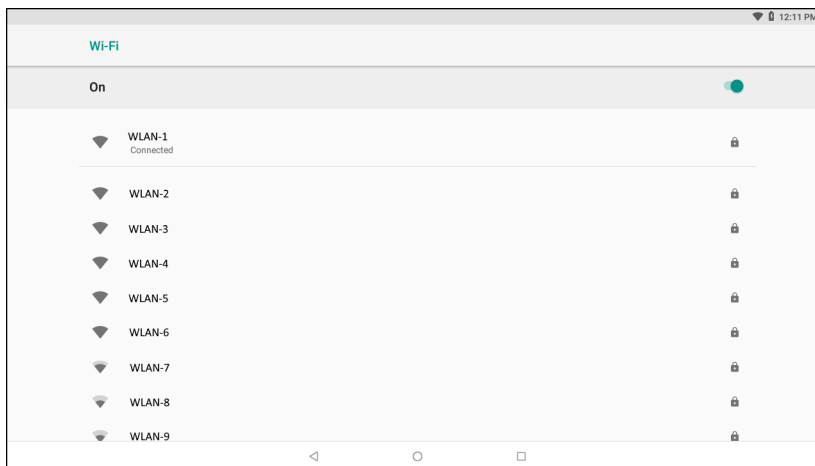 12:11 PM
Wi-Fi
On
WLAN-1
Connected
WLAN-2
WLAN-3
WLAN-4
WLAN-5
WLAN-6
WLAN-7
WLAN-8
WLAN-9